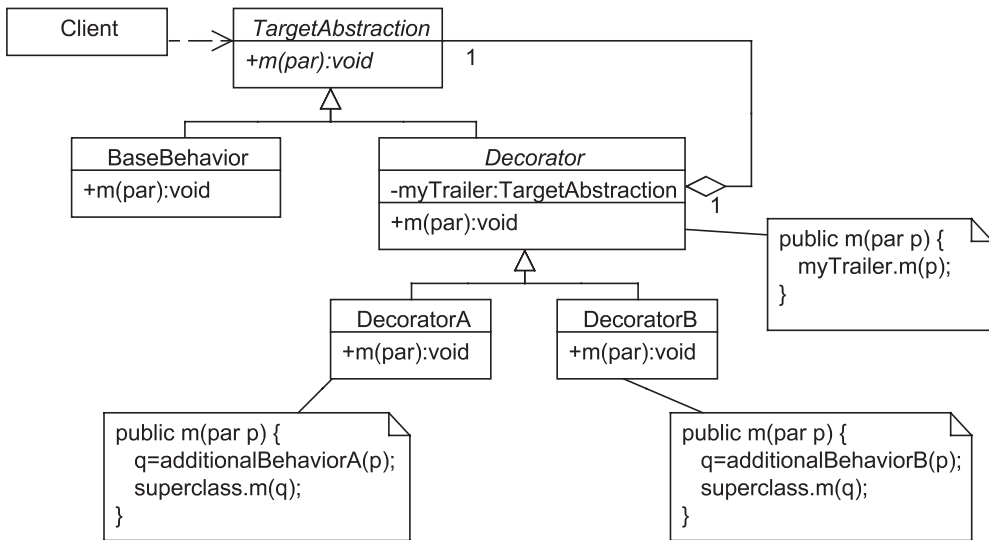 Client
TargetAbstraction
+m(par):void
1
BaseBehavior
+m(par):void
Decorator
-myTrailer:TargetAbstraction
+m(par):void
1
public m(par p) {
myTrailer.m(p);
}
DecoratorA
+m(par):void
DecoratorB
+m(par):void
public m(par p) {
q=additionalBehaviorA(p);
superclass.m(q);
}
public m(par p) {
q=additionalBehaviorB(p);
superclass.m(q);
}